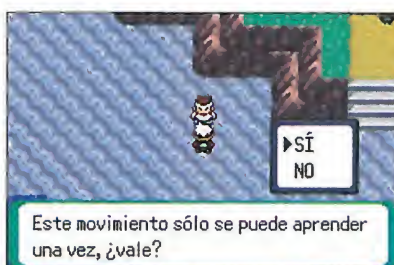 SÍ
NO
Este movimiento sólo se puede aprender
una vez, ¿vale?